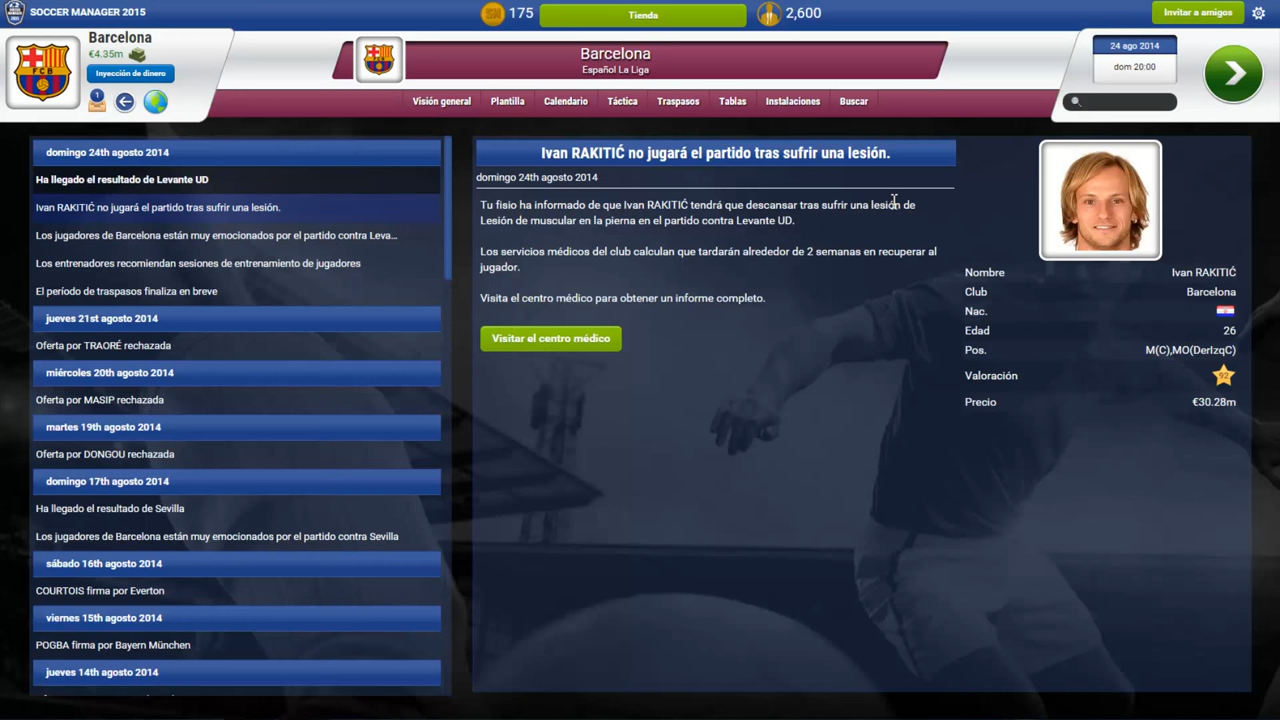 SOCCER MANAGER 2015
175
Tienda
2,600
Invitar a amigos
Barcelona
€4.35m
Inyección de dinero
1
Barcelona
Español La Liga
24 ago 2014
dom 20:00
Visión general
Plantilla
Calendario
Táctica
Traspasos
Tablas
Instalaciones
Buscar
domingo 24th agosto 2014
Ha llegado el resultado de Levante UD
Ivan RAKITIĆ no jugará el partido tras sufrir una lesión.
Los jugadores de Barcelona están muy emocionados por el partido contra Leva...
Los entrenadores recomiendan sesiones de entrenamiento de jugadores
El período de traspasos finaliza en breve
jueves 21st agosto 2014
Oferta por TRAORÉ rechazada
miércoles 20th agosto 2014
Oferta por MASIP rechazada
martes 19th agosto 2014
Oferta por DONGOU rechazada
domingo 17th agosto 2014
Ha llegado el resultado de Sevilla
Los jugadores de Barcelona están muy emocionados por el partido contra Sevilla
sábado 16th agosto 2014
COURTOIS firma por Everton
viernes 15th agosto 2014
POGBA firma por Bayern München
jueves 14th agosto 2014
Ivan RAKITIĆ no jugará el partido tras sufrir una lesión.
domingo 24th agosto 2014
Tu fisio ha informado de que Ivan RAKITIĆ tendrá que descansar tras sufrir una lesión de
Lesión de muscular en la pierna en el partido contra Levante UD.
Los servicios médicos del club calculan que tardarán alrededor de 2 semanas en recuperar al
jugador.
Visita el centro médico para obtener un informe completo.
Visitar el centro médico
Nombre Ivan RAKITIĆ
Club Barcelona
Nac.
Edad 26
Pos. M(C),MO(DerIzqC)
Valoración 92
Precio €30.28m